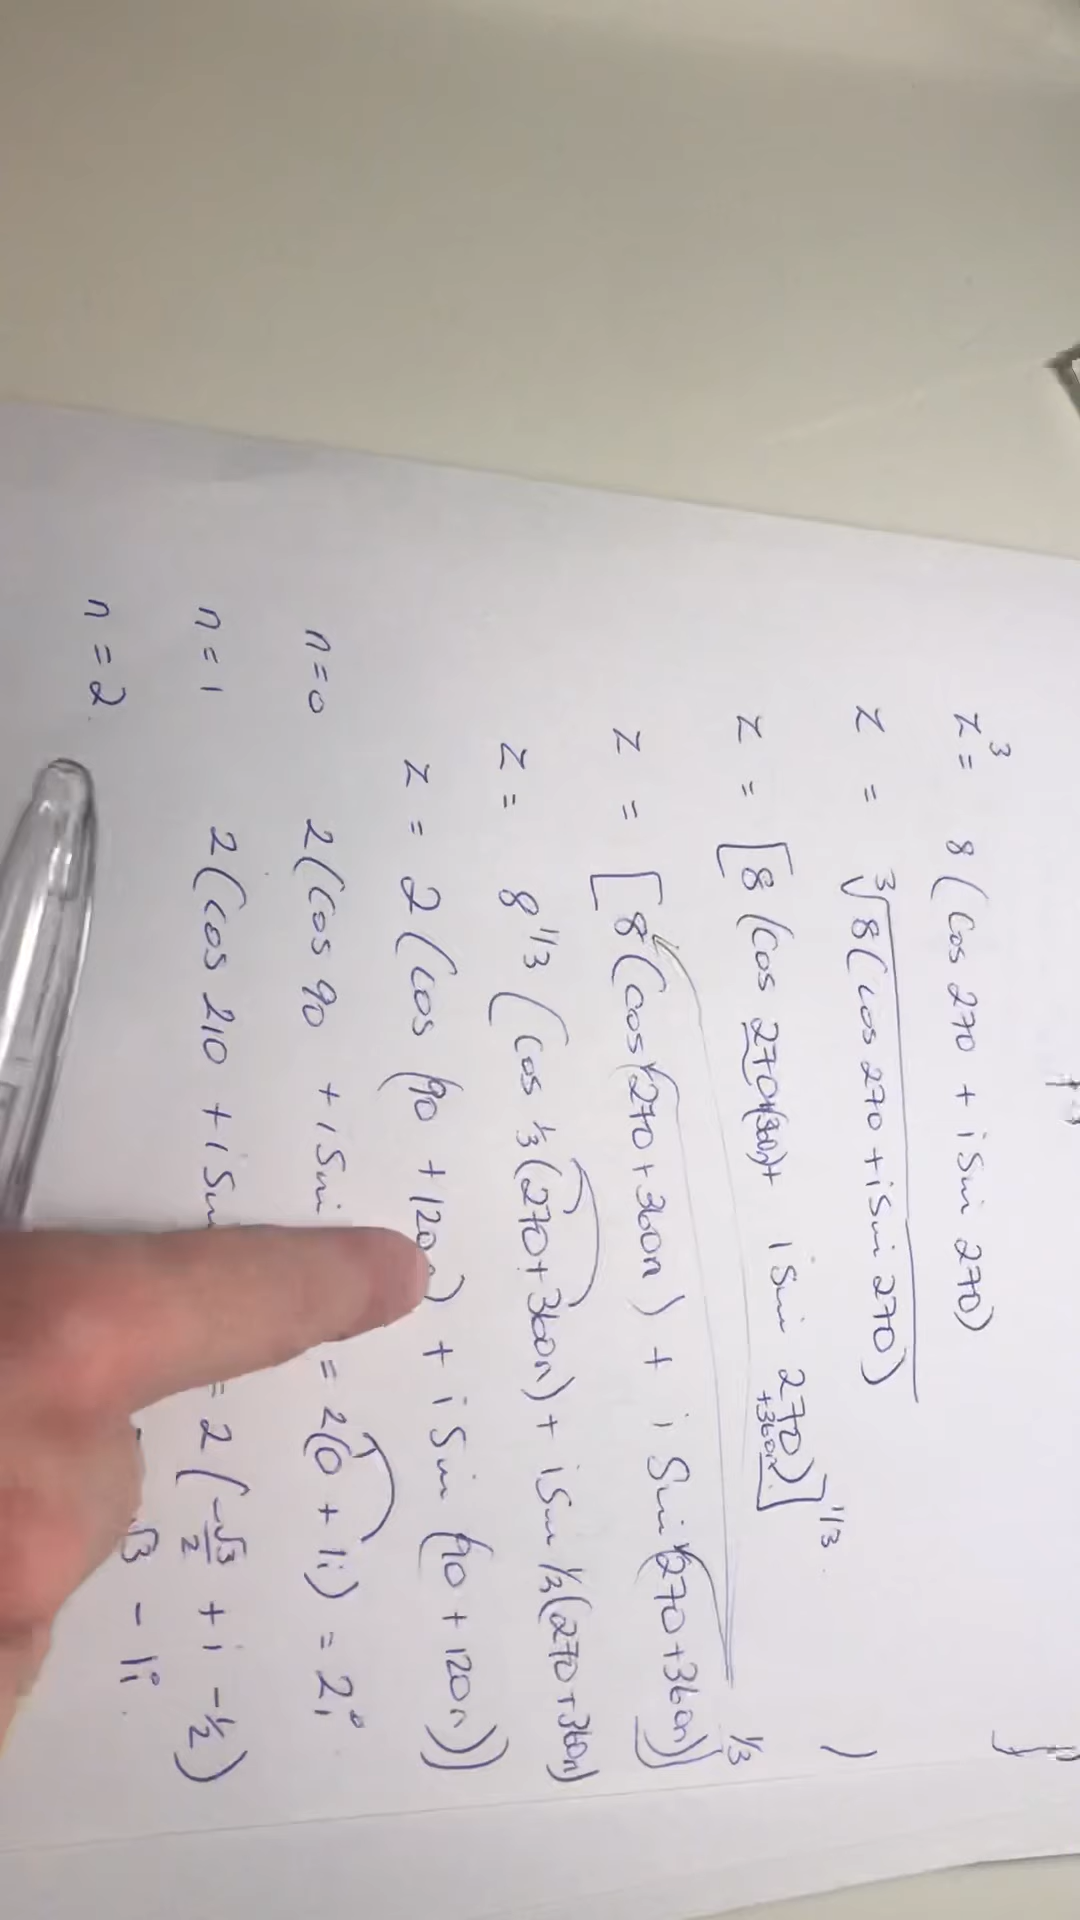 z³ = 8(cos 270 + i sin 270)
z = ∛8(cos 270 + i sin 270)
z = [8(cos 270+360n + i sin 270+360n)]^1/3
z = [8(cos(270+360n) + i sin(270+360n))]^1/3
z = 8^1/3 (cos 1/3(270+360n) + i sin 1/3(270+360n)
z = 2(cos(90+120n) + i sin(90+120n))
n=0 2(cos 90 + i sin = 2(0 + 1i) = 2i
n=1 2(cos 210 + i sin = 2(-√3/2 + i -1/2)
√3 - 1i
n=2